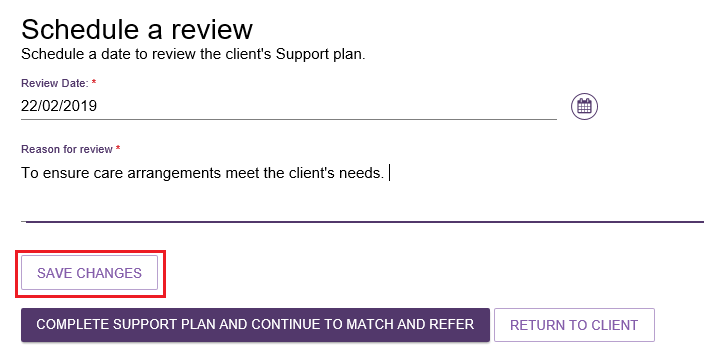 Schedule a review
Schedule a date to review the client's Support plan.
Review Date: *
22/02/2019
Reason for review *
To ensure care arrangements meet the client's needs.
SAVE CHANGES
COMPLETE SUPPORT PLAN AND CONTINUE TO MATCH AND REFER RETURN TO CLIENT